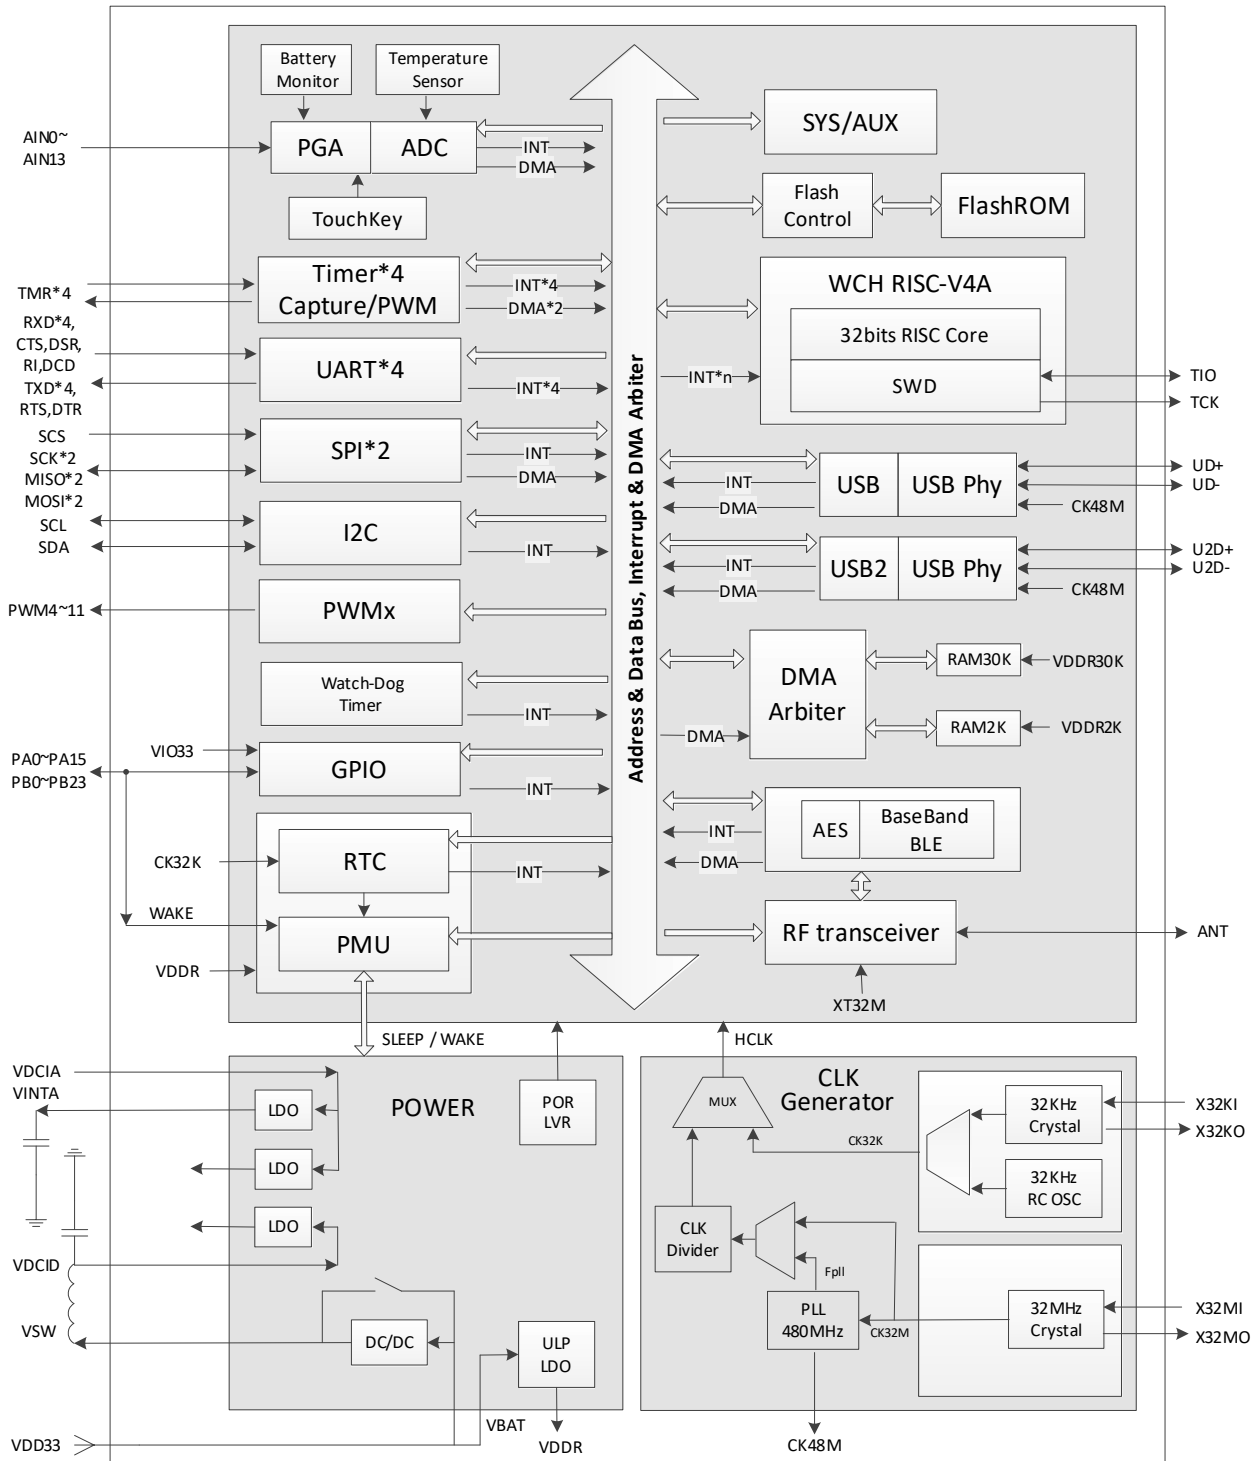 Battery
Monitor
Temperature
Sensor
AIN0~
AIN13
PGA
ADC
INT
DMA
TouchKey
SYS/AUX
Flash
Control
FlashROM
TMR*4
Timer*4
Capture/PWM
INT*4
DMA*2
WCH RISC-V4A
32bits RISC Core
SWD
INT*n
TIO
TCK
RXD*4,
CTS,DSR,
RI,DCD
TXD*4,
RTS,DTR
UART*4
INT*4
Address & Data Bus, Interrupt & DMA Arbiter
SCS
SCK*2
MISO*2
MOSI*2
SPI*2
INT
DMA
INT
DMA
USB
USB Phy
UD+
UD-
CK48M
SCL
SDA
I2C
INT
INT
DMA
USB2
USB Phy
U2D+
U2D-
CK48M
PWM4~11
PWMx
DMA
Arbiter
DMA
RAM30K
VDDR30K
RAM2K
VDDR2K
Watch-Dog
Timer
INT
VIO33
PA0~PA15
PB0~PB23
GPIO
INT
INT
DMA
AES
BaseBand
BLE
CK32K
RTC
INT
WAKE
PMU
VDDR
RF transceiver
ANT
XT32M
SLEEP / WAKE
HCLK
VDCIA
VINTA
LDO
POWER
POR
LVR
LDO
LDO
VDCID
VSW
DC/DC
ULP
LDO
VBAT
VDD33
VDDR
CLK
Generator
MUX
CK32K
32KHz
Crystal
X32KI
X32KO
32KHz
RC OSC
CLK
Divider
Fpll
PLL
480MHz
CK32M
32MHz
Crystal
X32MI
X32MO
CK48M